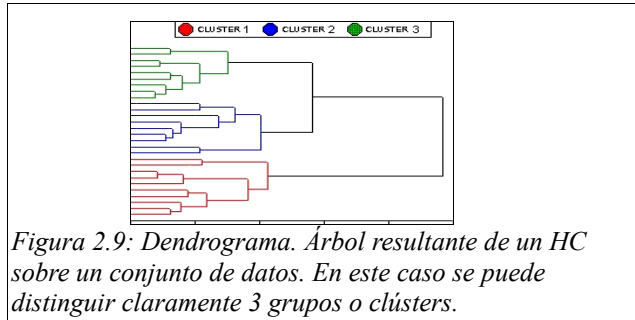 CLUSTER 1 CLUSTER 2 CLUSTER 3
Figura 2.9: Dendrograma. Árbol resultante de un HC
sobre un conjunto de datos. En este caso se puede
distinguir claramente 3 grupos o clústers.